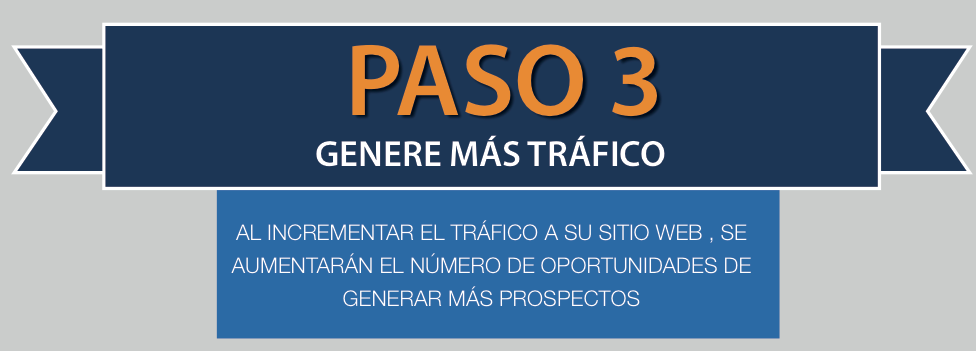 PASO 3
GENERE MÁS TRÁFICO
AL INCREMENTAR EL TRÁFICO A SU SITIO WEB , SE
AUMENTARÁN EL NÚMERO DE OPORTUNIDADES DE
GENERAR MÁS PROSPECTOS